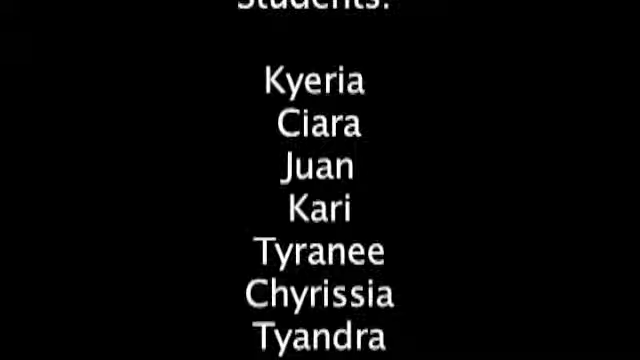 Students:
Kyeria
Ciara
Juan
Kari
Tyranee
Chyrissia
Tyandra